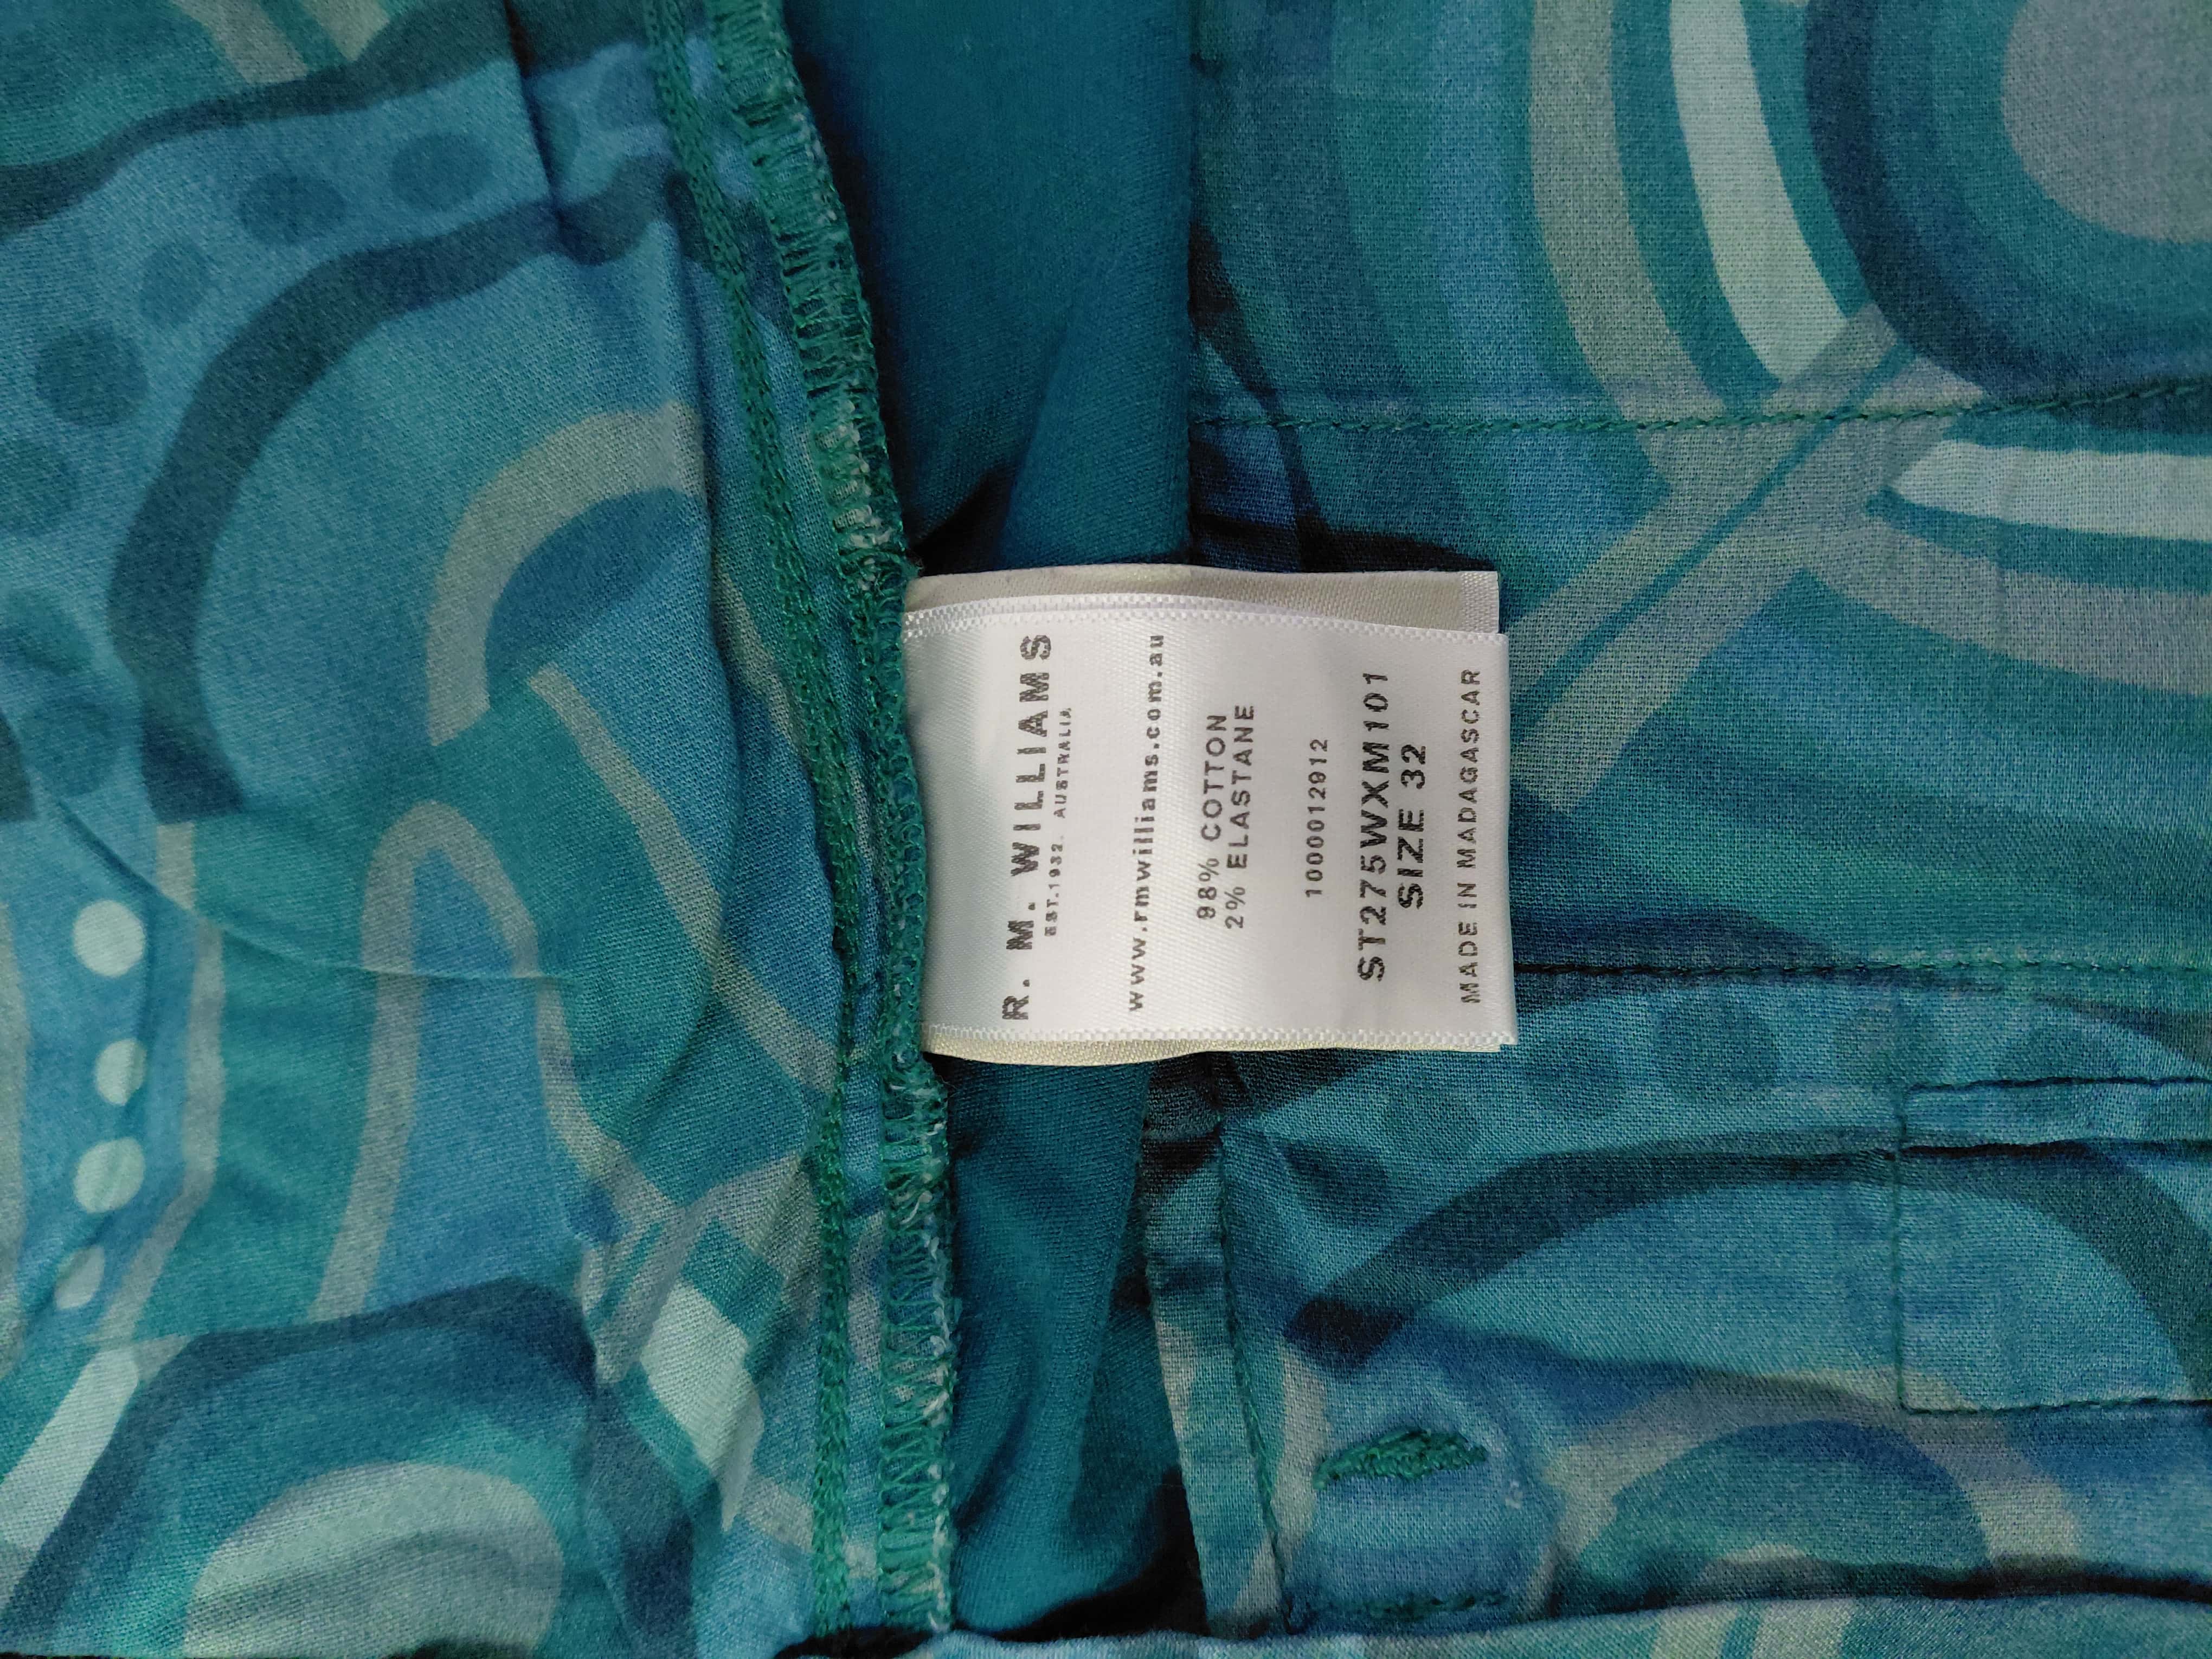 R. M. WILLIAMS
EST.1932. AUSTRALIA
www.rmwilliams.com.au
98% COTTON
2% ELASTANE
1000012912
ST275WXM101
SIZE 32
MADE IN MADAGASCAR